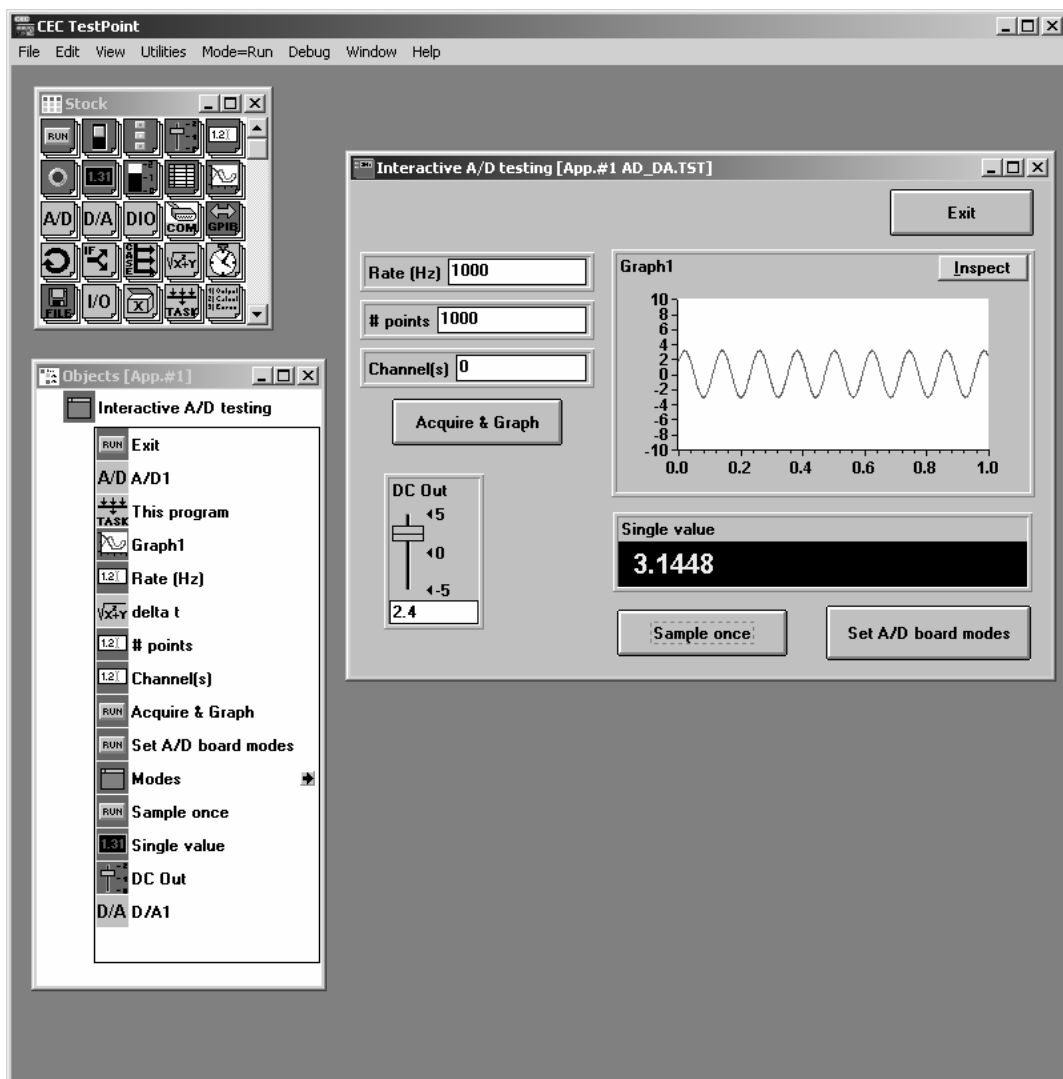 CEC TestPoint
File Edit View Utilities Mode=Run Debug Window Help
Stock
RUN 1.2
1.31
A/D D/A DIO COM GPIB
IF CASE √x+y
FILE I/O X TASK
Objects [App.#1]
Interactive A/D testing
RUN Exit
A/D A/D1
TASK This program
Graph1
1.2 Rate (Hz)
√x+y delta t
1.2 # points
1.2 Channel(s)
RUN Acquire & Graph
RUN Set A/D board modes
Modes
RUN Sample once
1.31 Single value
DC Out
D/A D/A1
Interactive A/D testing [App.#1 AD_DA.TST]
Exit
Rate (Hz) 1000
# points 1000
Channel(s) 0
Acquire & Graph
DC Out
5
0
-5
2.4
Graph1 Inspect
10
8
6
4
2
0
-2
-4
-6
-8
-10
0.0 0.2 0.4 0.6 0.8 1.0
Single value
3.1448
Sample once Set A/D board modes